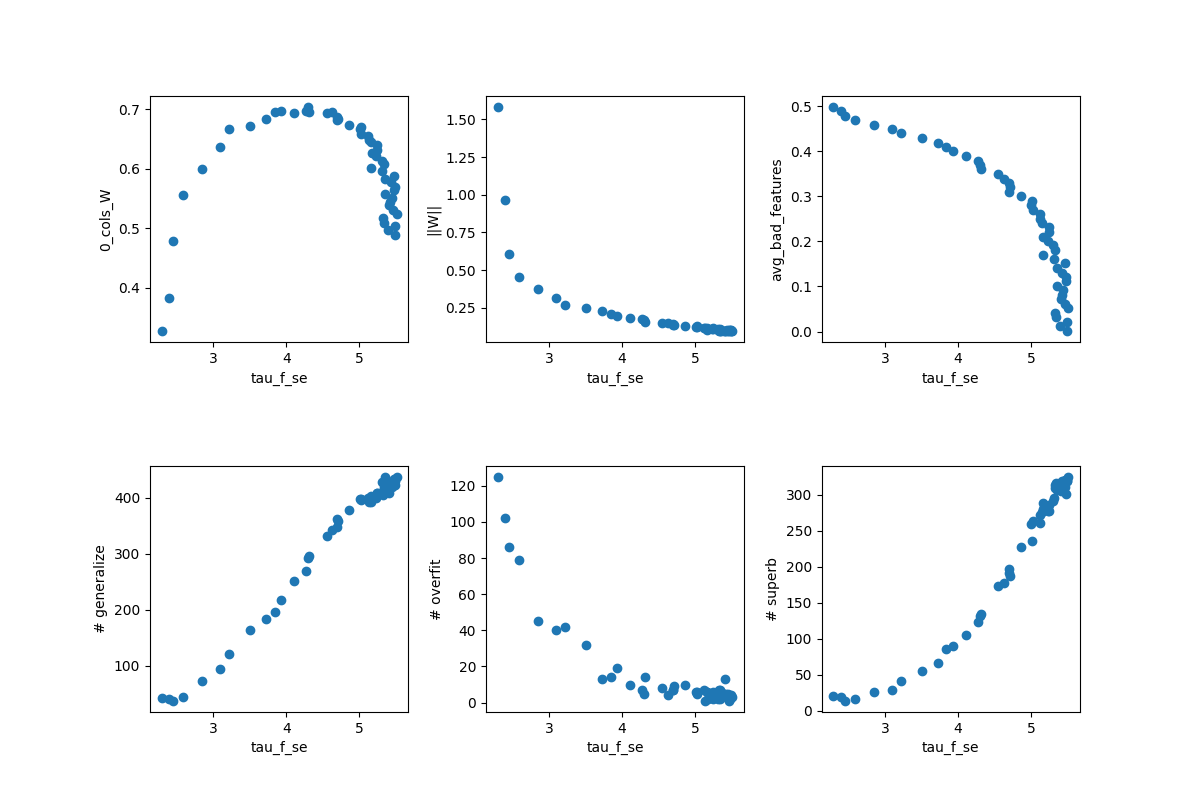 0.7
0.6
0.5
0.4
0_cols_W
3 4 5
tau_f_se
1.50
1.25
1.00
0.75
0.50
0.25
||W||
3 4 5
tau_f_se
0.5
0.4
0.3
0.2
0.1
0.0
avg_bad_features
3 4 5
tau_f_se
400
300
200
100
# generalize
3 4 5
tau_f_se
120
100
80
60
40
20
0
# overfit
3 4 5
tau_f_se
300
250
200
150
100
50
0
# superb
3 4 5
tau_f_se